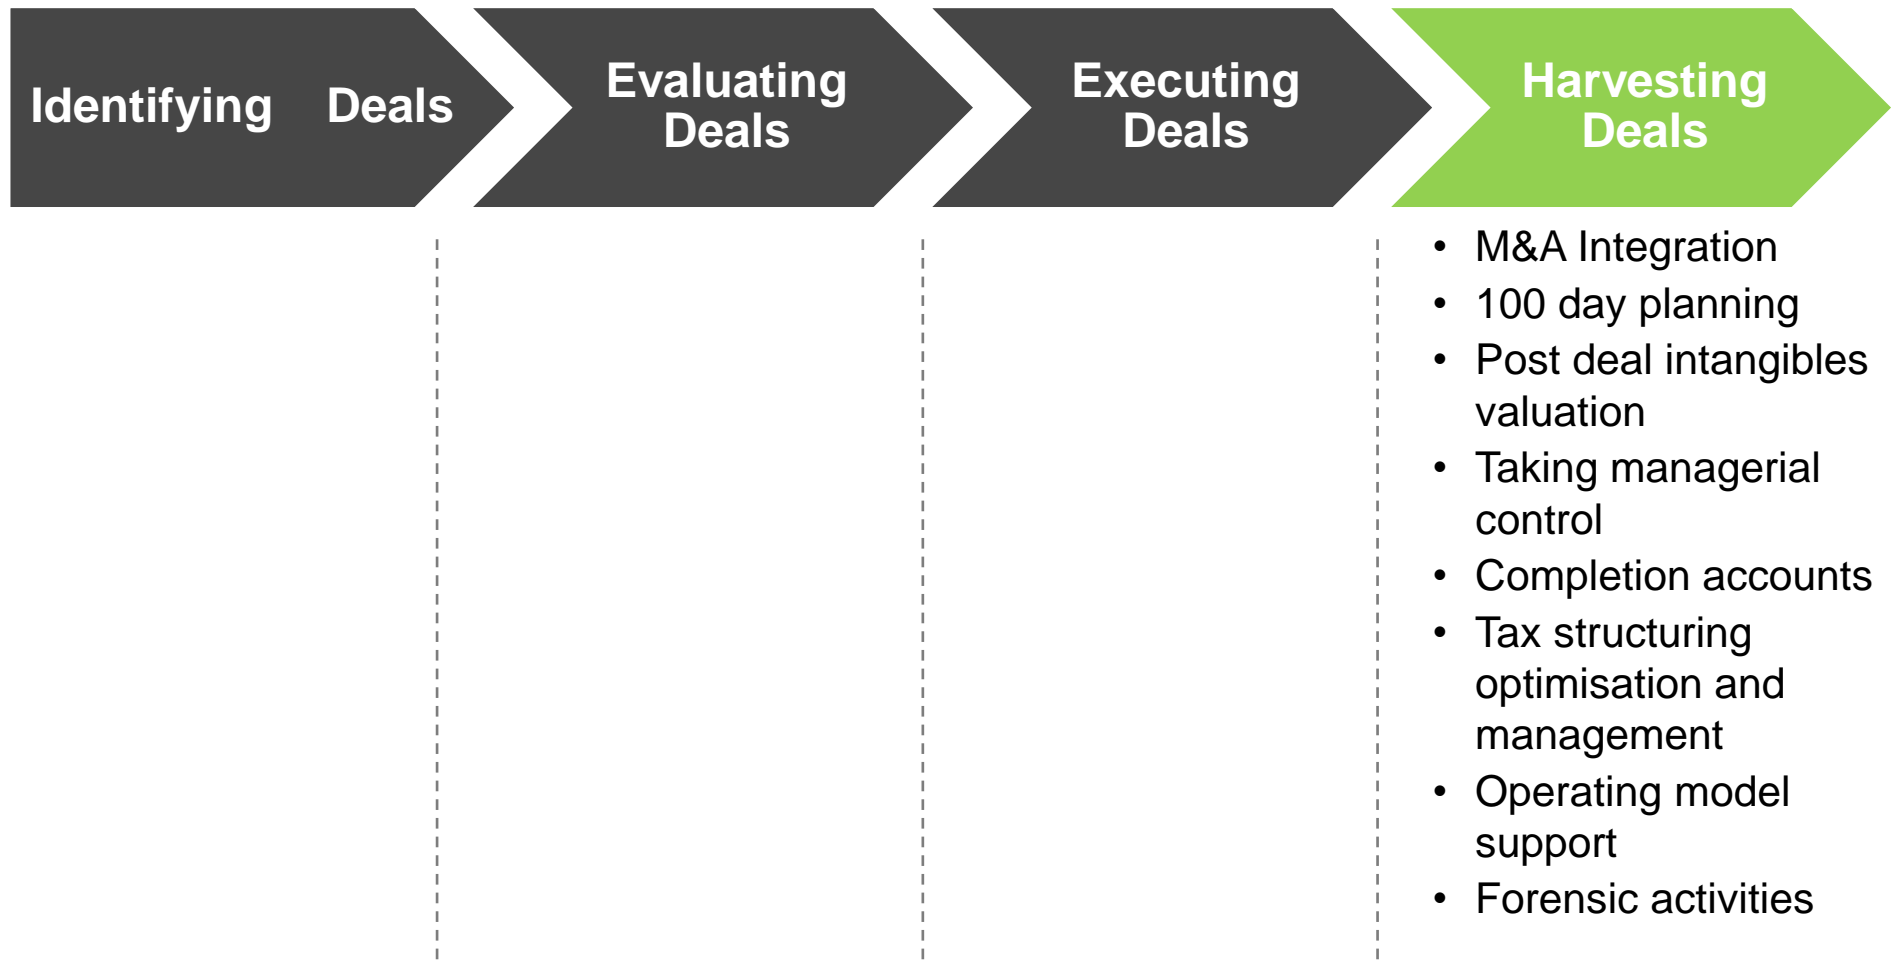 Identifying Deals
Evaluating
Deals
Executing
Deals
Harvesting
Deals
• M&A Integration
• 100 day planning
• Post deal intangibles
valuation
• Taking managerial
control
• Completion accounts
• Tax structuring
optimisation and
management
• Operating model
support
• Forensic activities